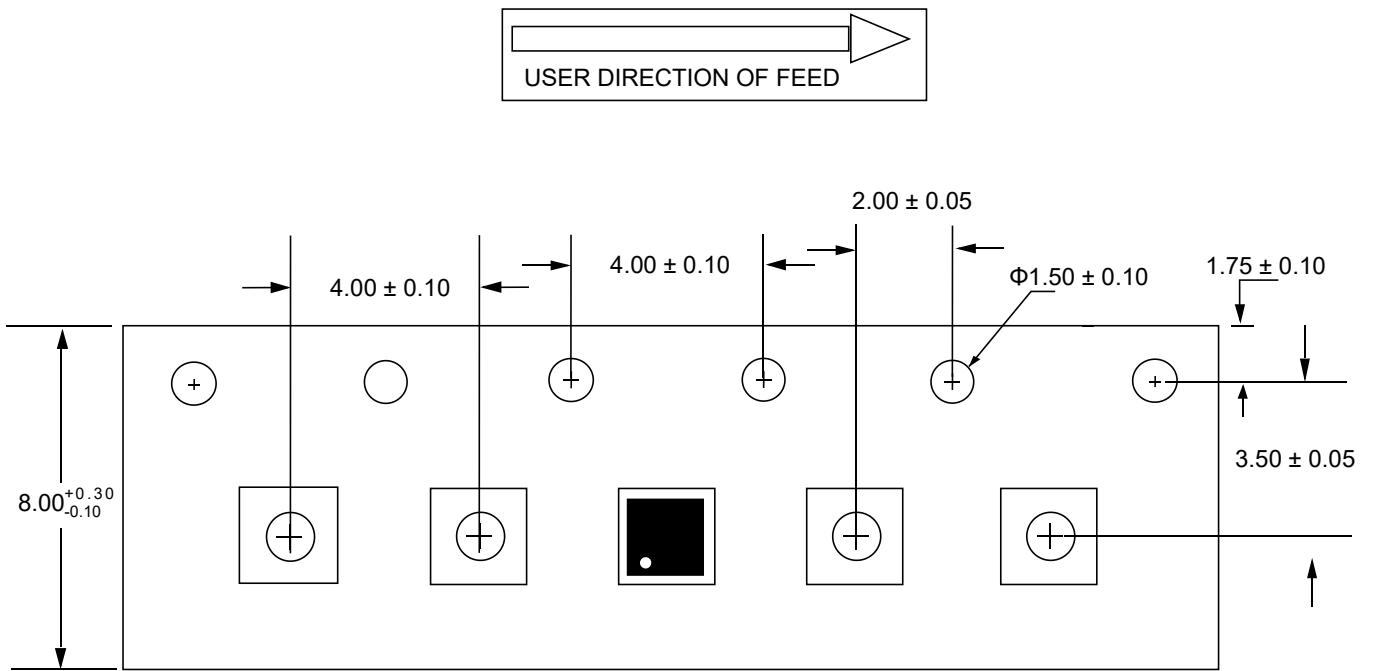 USER DIRECTION OF FEED
2.00 ± 0.05
4.00 ± 0.10
4.00 ± 0.10
Φ1.50 ± 0.10
1.75 ± 0.10
3.50 ± 0.05
8.00 +0.30 -0.10